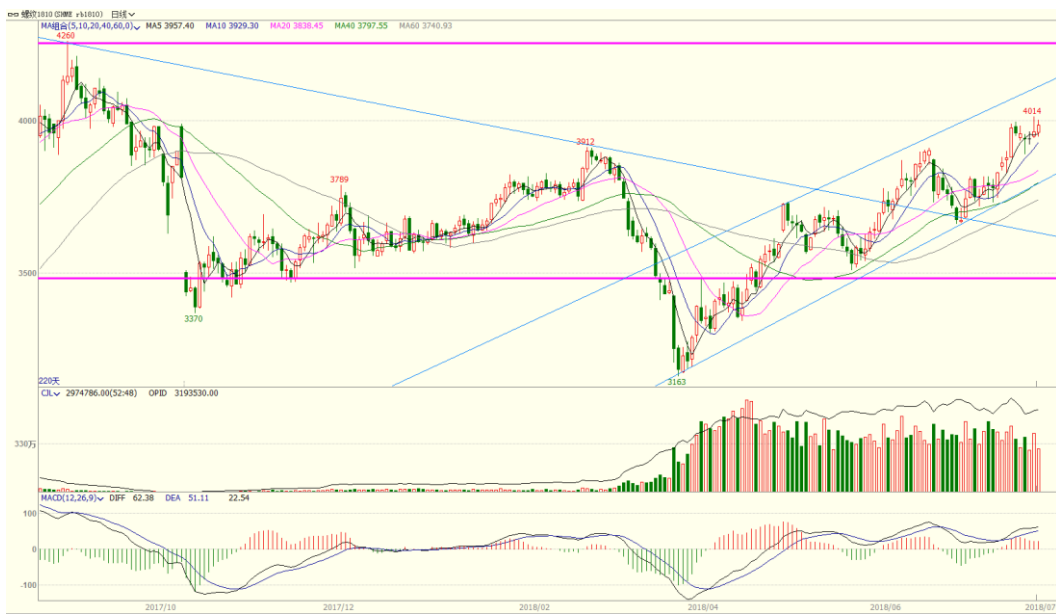 螺纹1810 (SHME rb1810) 日线
MA组合(5,10,20,40,60,0) MA5 3957.40 MA10 3929.30 MA20 3838.45 MA40 3797.55 MA60 3740.93
4260
4014
4000
3912
3789
3500
3370
3163
220天
CJL 2974786.00(52:48) OPID 3193530.00
330万
MACD(12,26,9) DIFF 62.38 DEA 51.11 22.54
100
0
-100
2017/10 2017/12 2018/02 2018/04 2018/06 2018/07